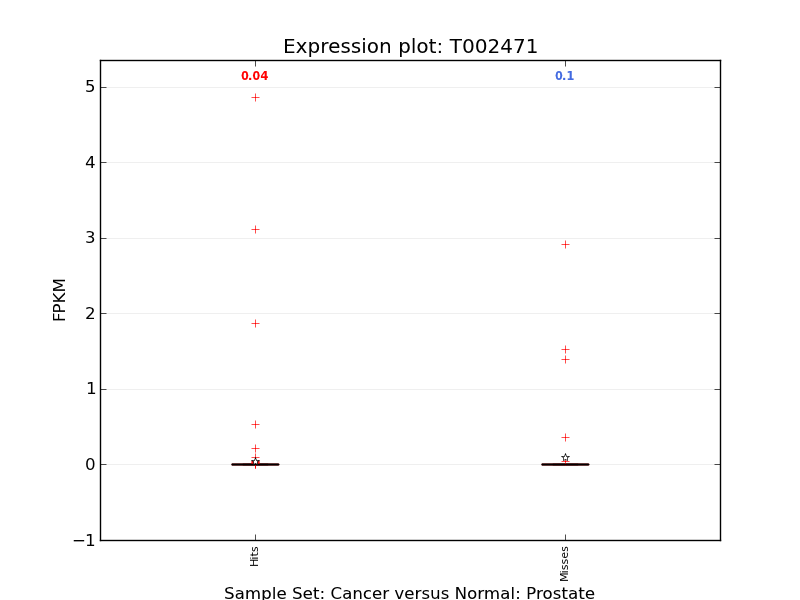 Expression plot: T002471
0.04 0.1
5
4
3
2
1
0
−1
FPKM
Hits Misses
Sample Set: Cancer versus Normal: Prostate